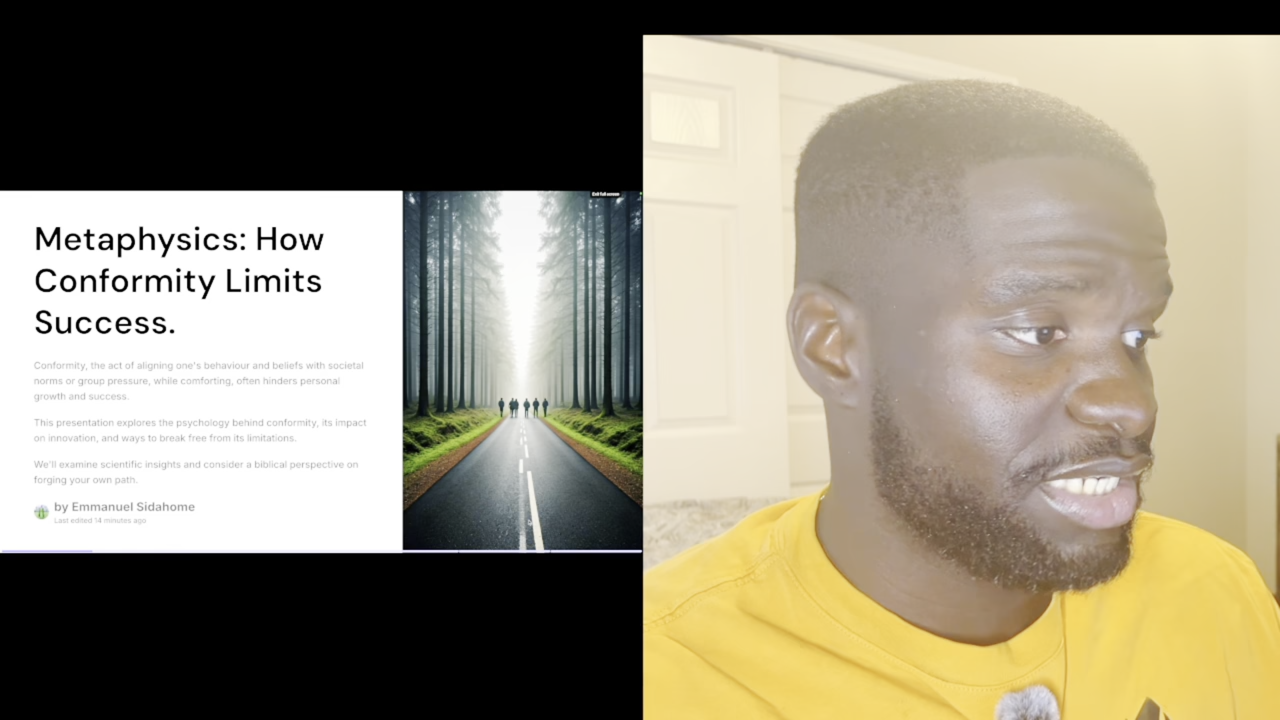 Exit full screen
Metaphysics: How
Conformity Limits
Success.
Conformity, the act of aligning one's behaviour and beliefs with societal
norms or group pressure, while comforting, often hinders personal
growth and success.
This presentation explores the psychology behind conformity, its impact
on innovation, and ways to break free from its limitations.
We'll examine scientific insights and consider a biblical perspective on
forging your own path.
by Emmanuel Sidahome
Last edited 14 minutes ago